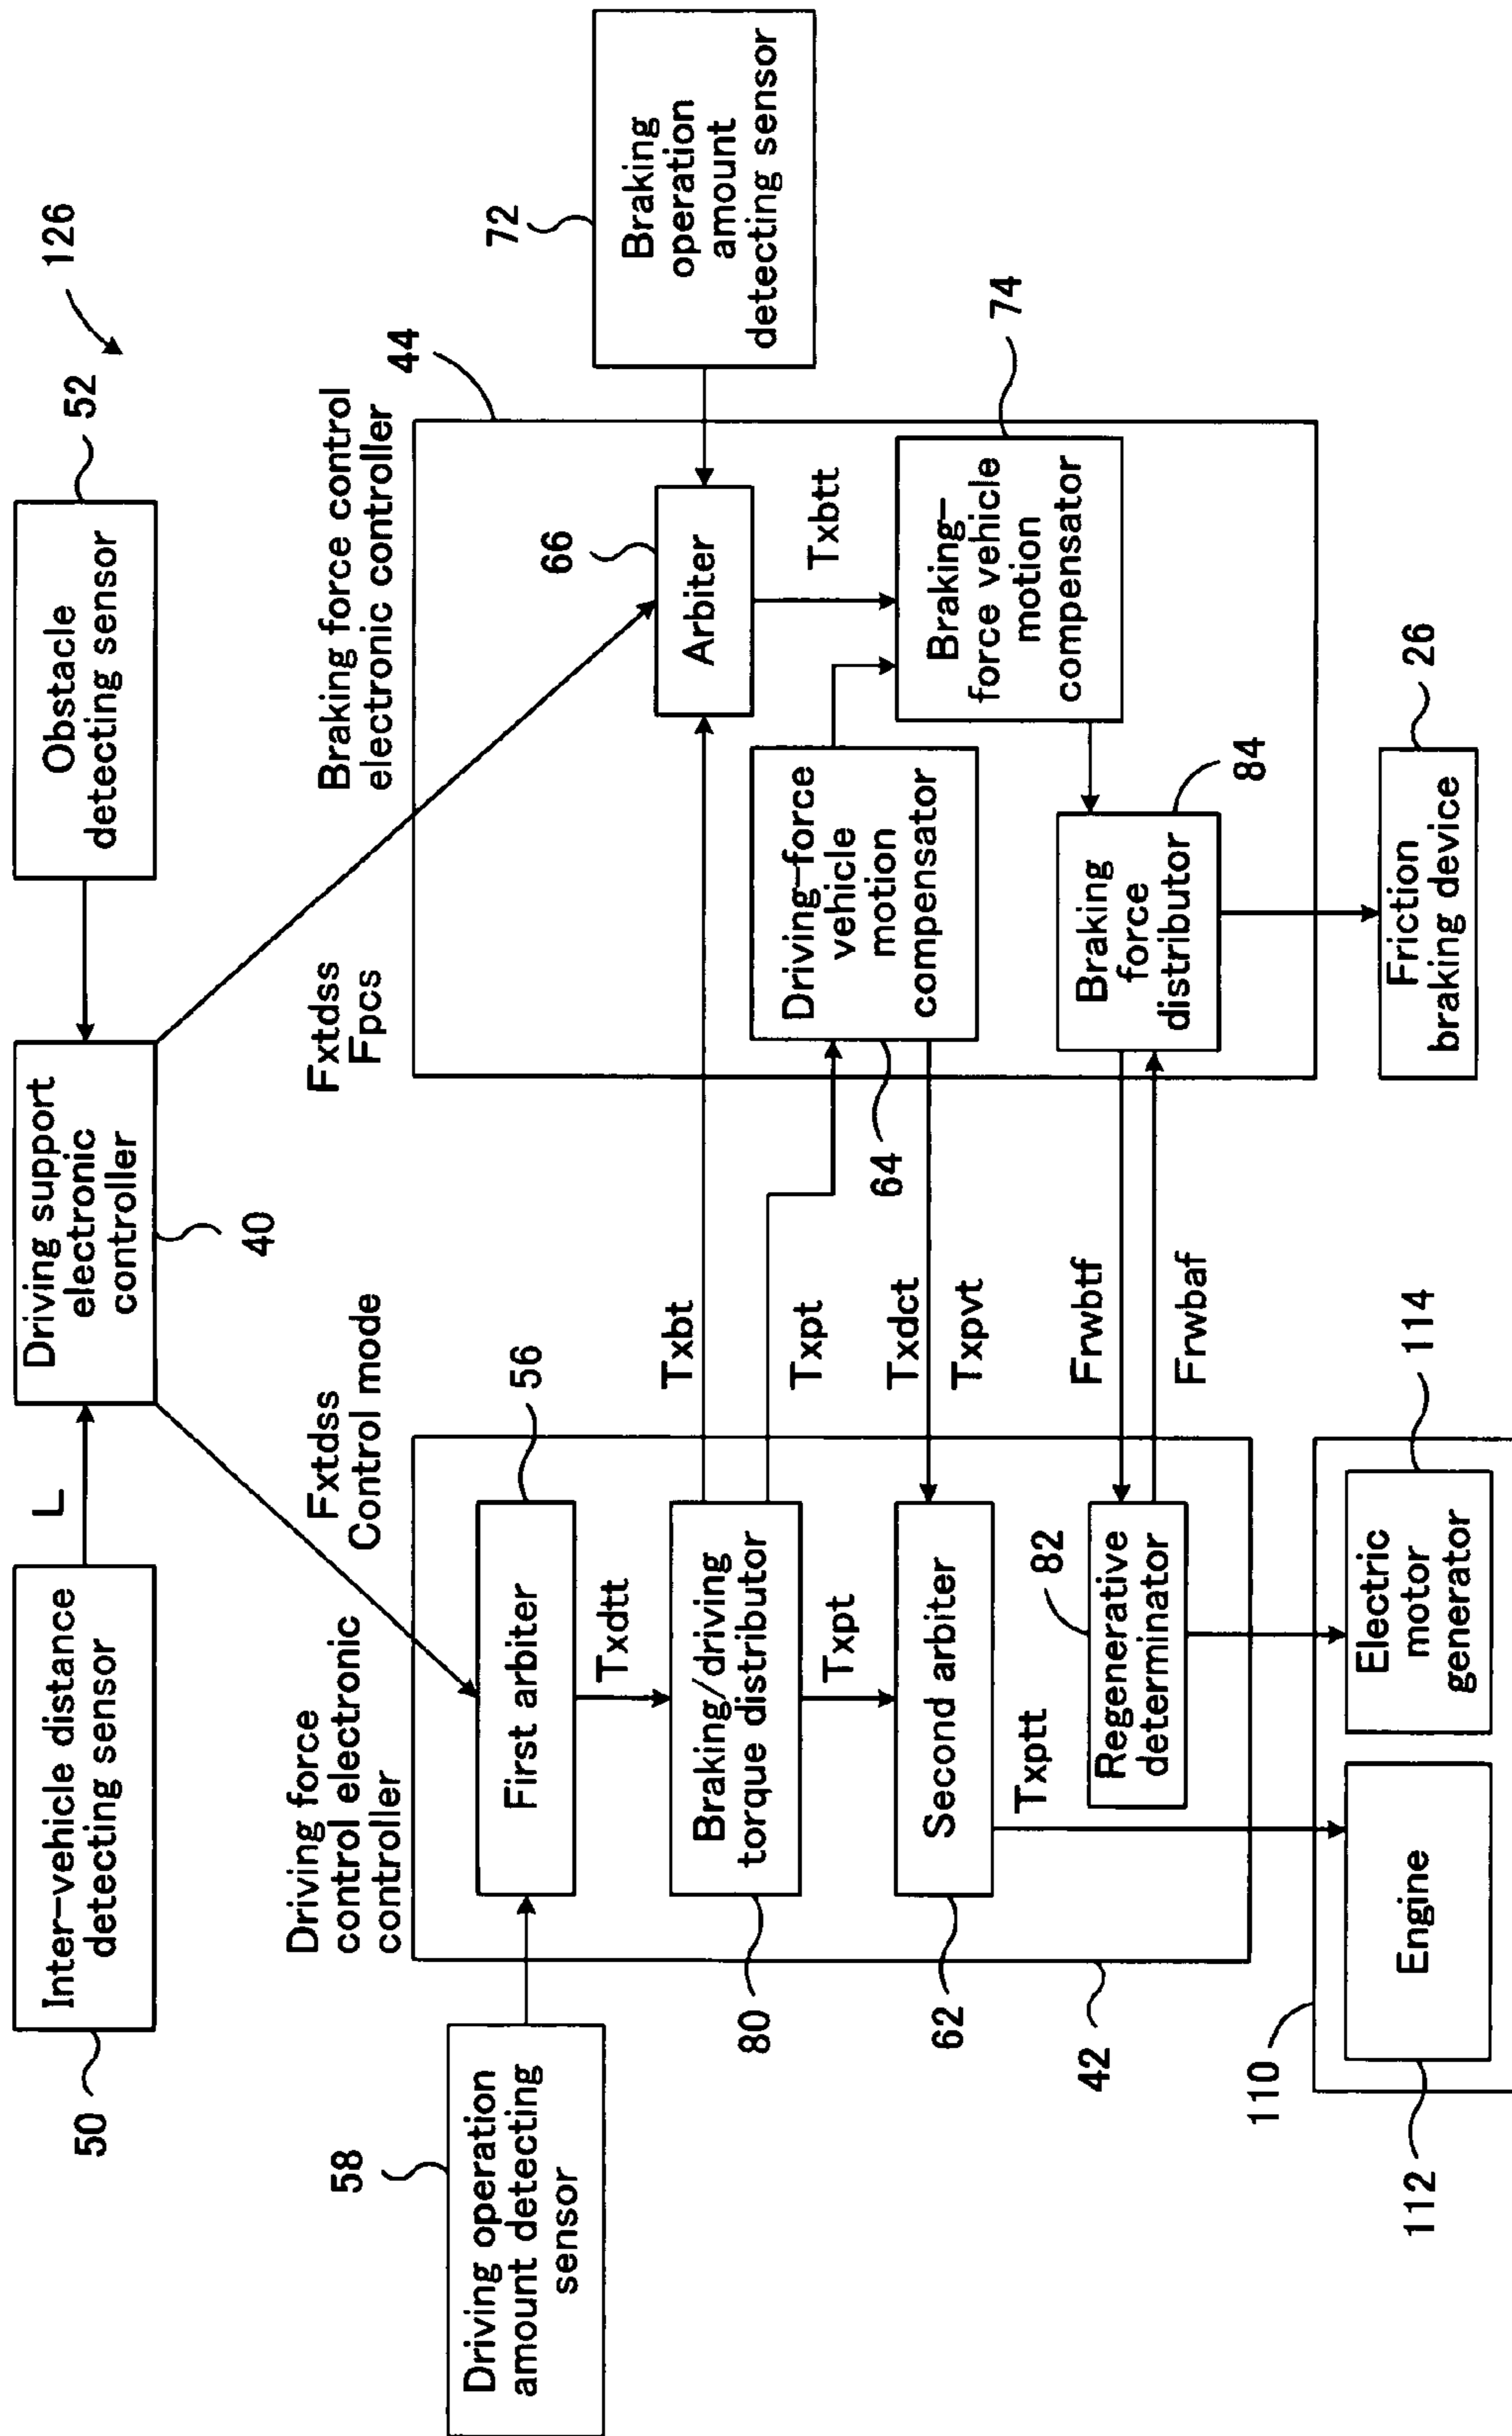 126
Inter-vehicle distance
detecting sensor
50
L
Driving support
electronic
controller
40
Obstacle
detecting sensor
52
Fxtdss
Control mode
Fxtdss
Fpcs
Driving force
control electronic
controller
Braking force control
electronic controller
44
58
Driving operation
amount detecting
sensor
First arbiter
56
Txdtt
Braking/driving
torque distributor
80
Txpt
Second arbiter
62
Txptt
82
Regenerative
determinator
42
Txbt
Txpt
Txdct
Txpvt
Frwbtf
Frwbaf
66
Arbiter
Txbtt
72
Braking
operation
amount
detecting sensor
Driving-force
vehicle
motion
compensator
64
Braking-
force vehicle
motion
compensator
74
Braking
force
distributor
84
Friction
braking device
26
110
Engine
112
Electric
motor
generator
114